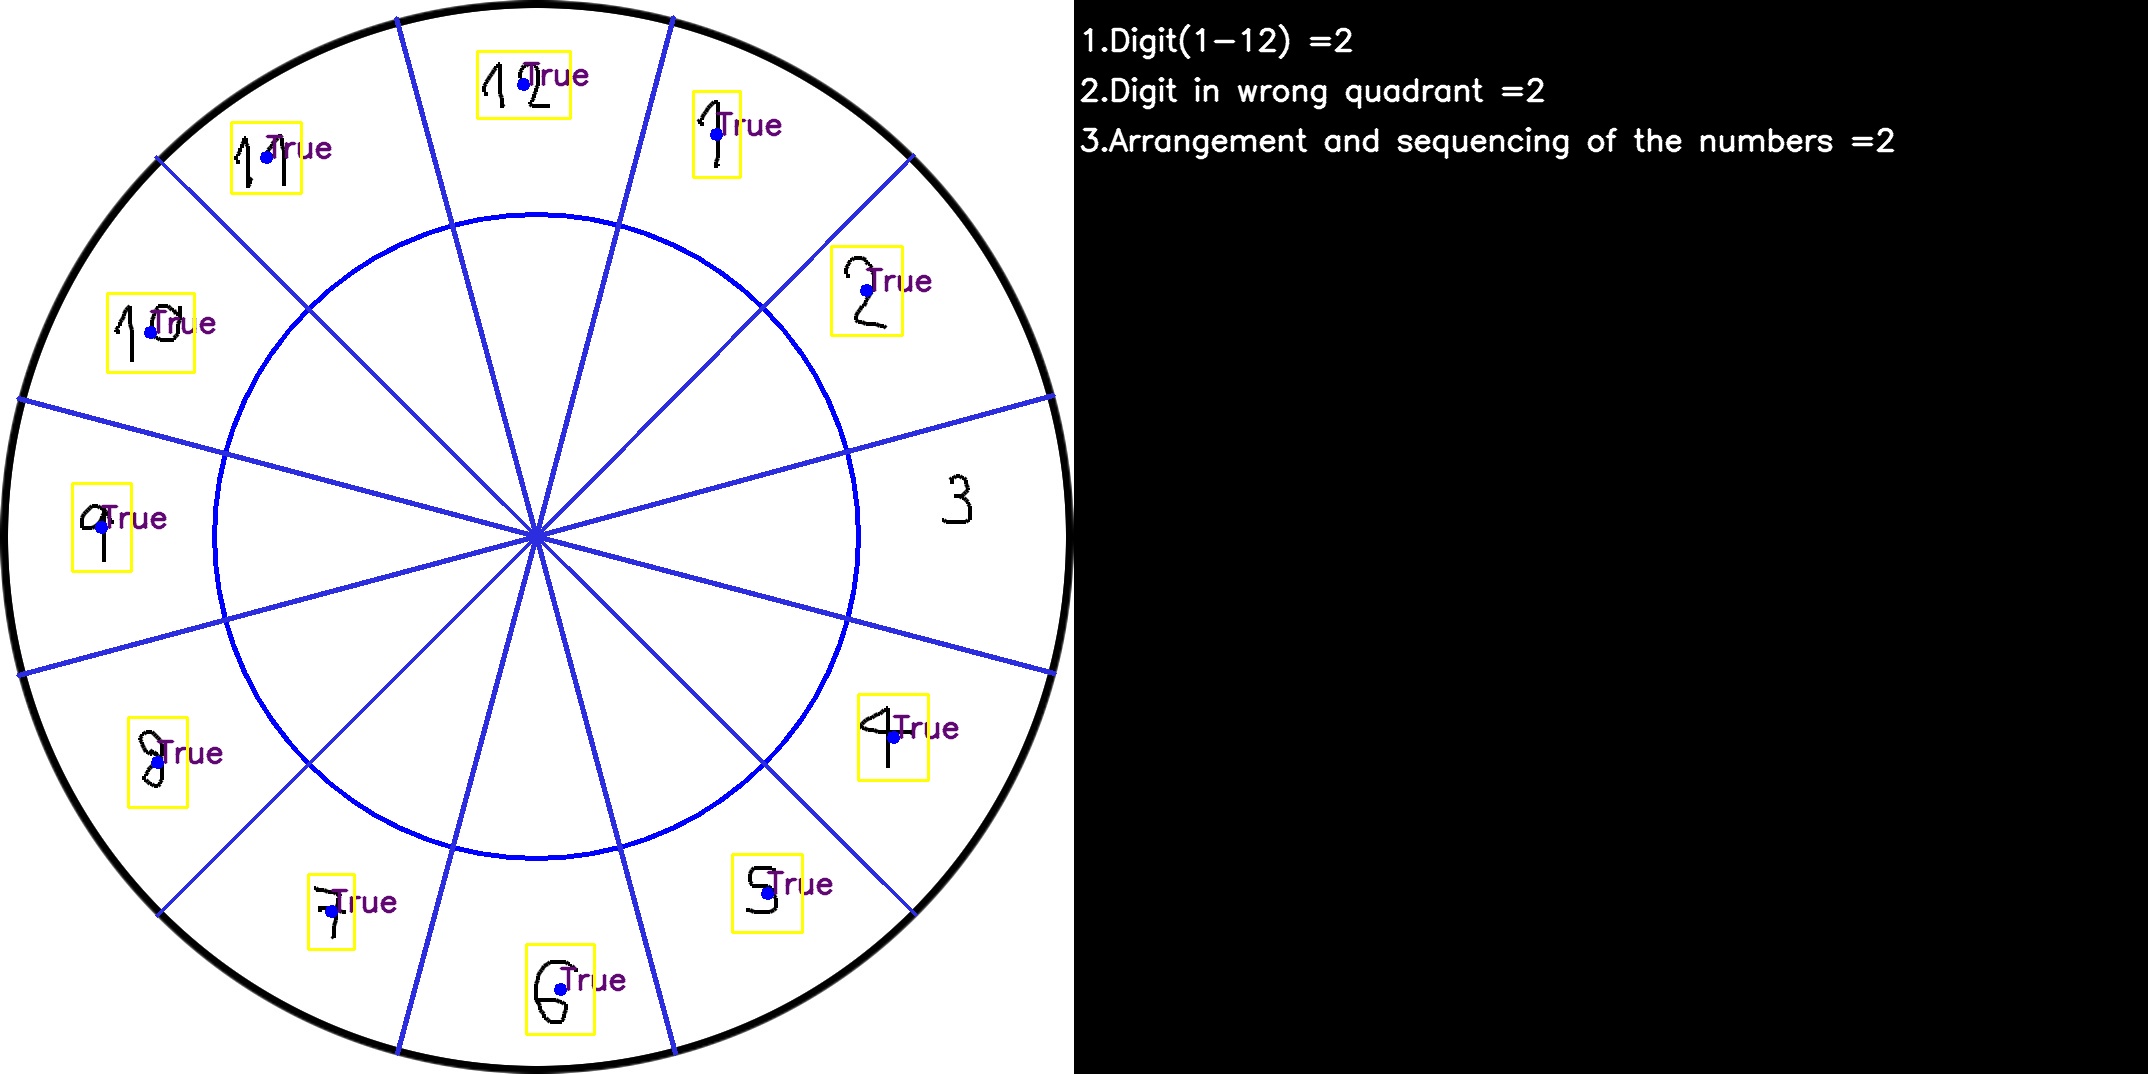 12 True
1 True
11 True
2 True
10 True
3
9 True
4 True
8 True
5 True
7 True
6 True
1.Digit(1-12) =2
2.Digit in wrong quadrant =2
3.Arrangement and sequencing of the numbers =2